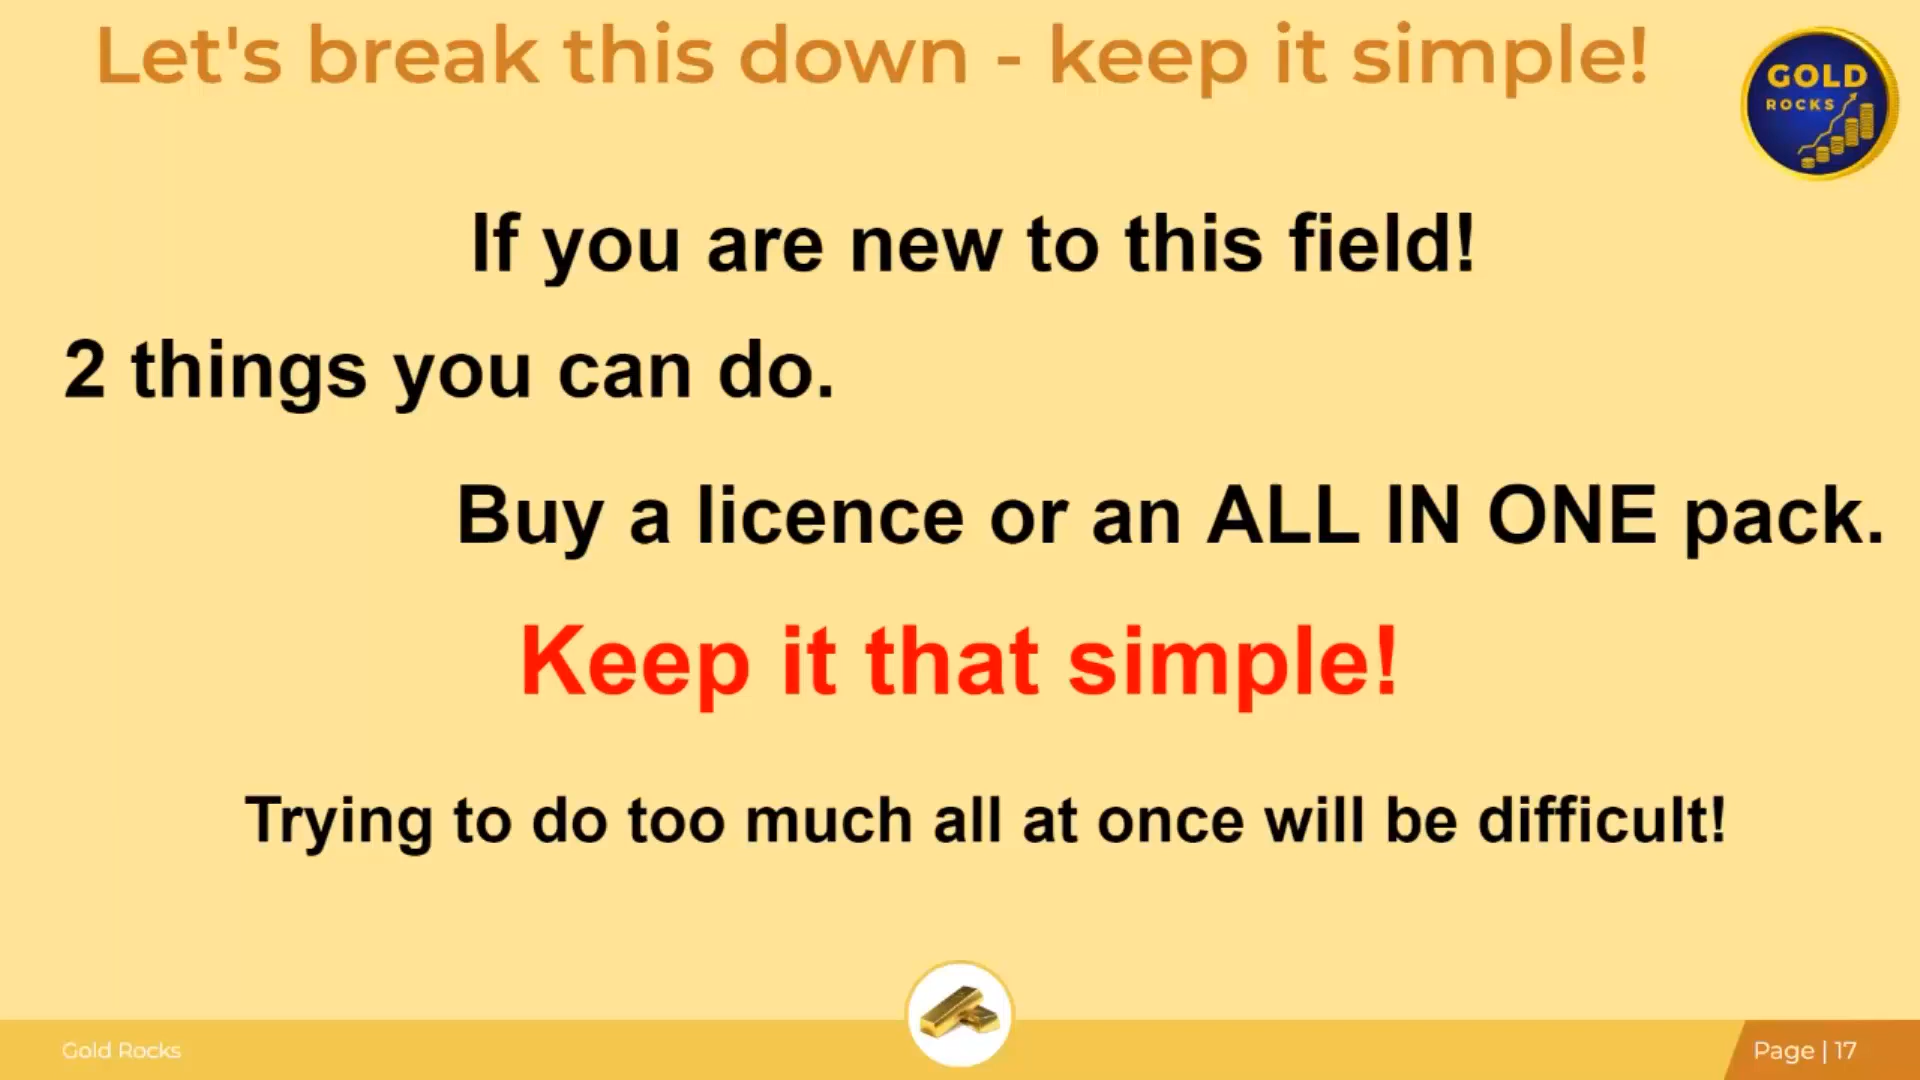 Let's break this down - keep it simple!
GOLD
ROCKS
If you are new to this field!
2 things you can do.
Buy a licence or an ALL IN ONE pack.
Keep it that simple!
Trying to do too much all at once will be difficult!
Gold Rocks
Page | 17